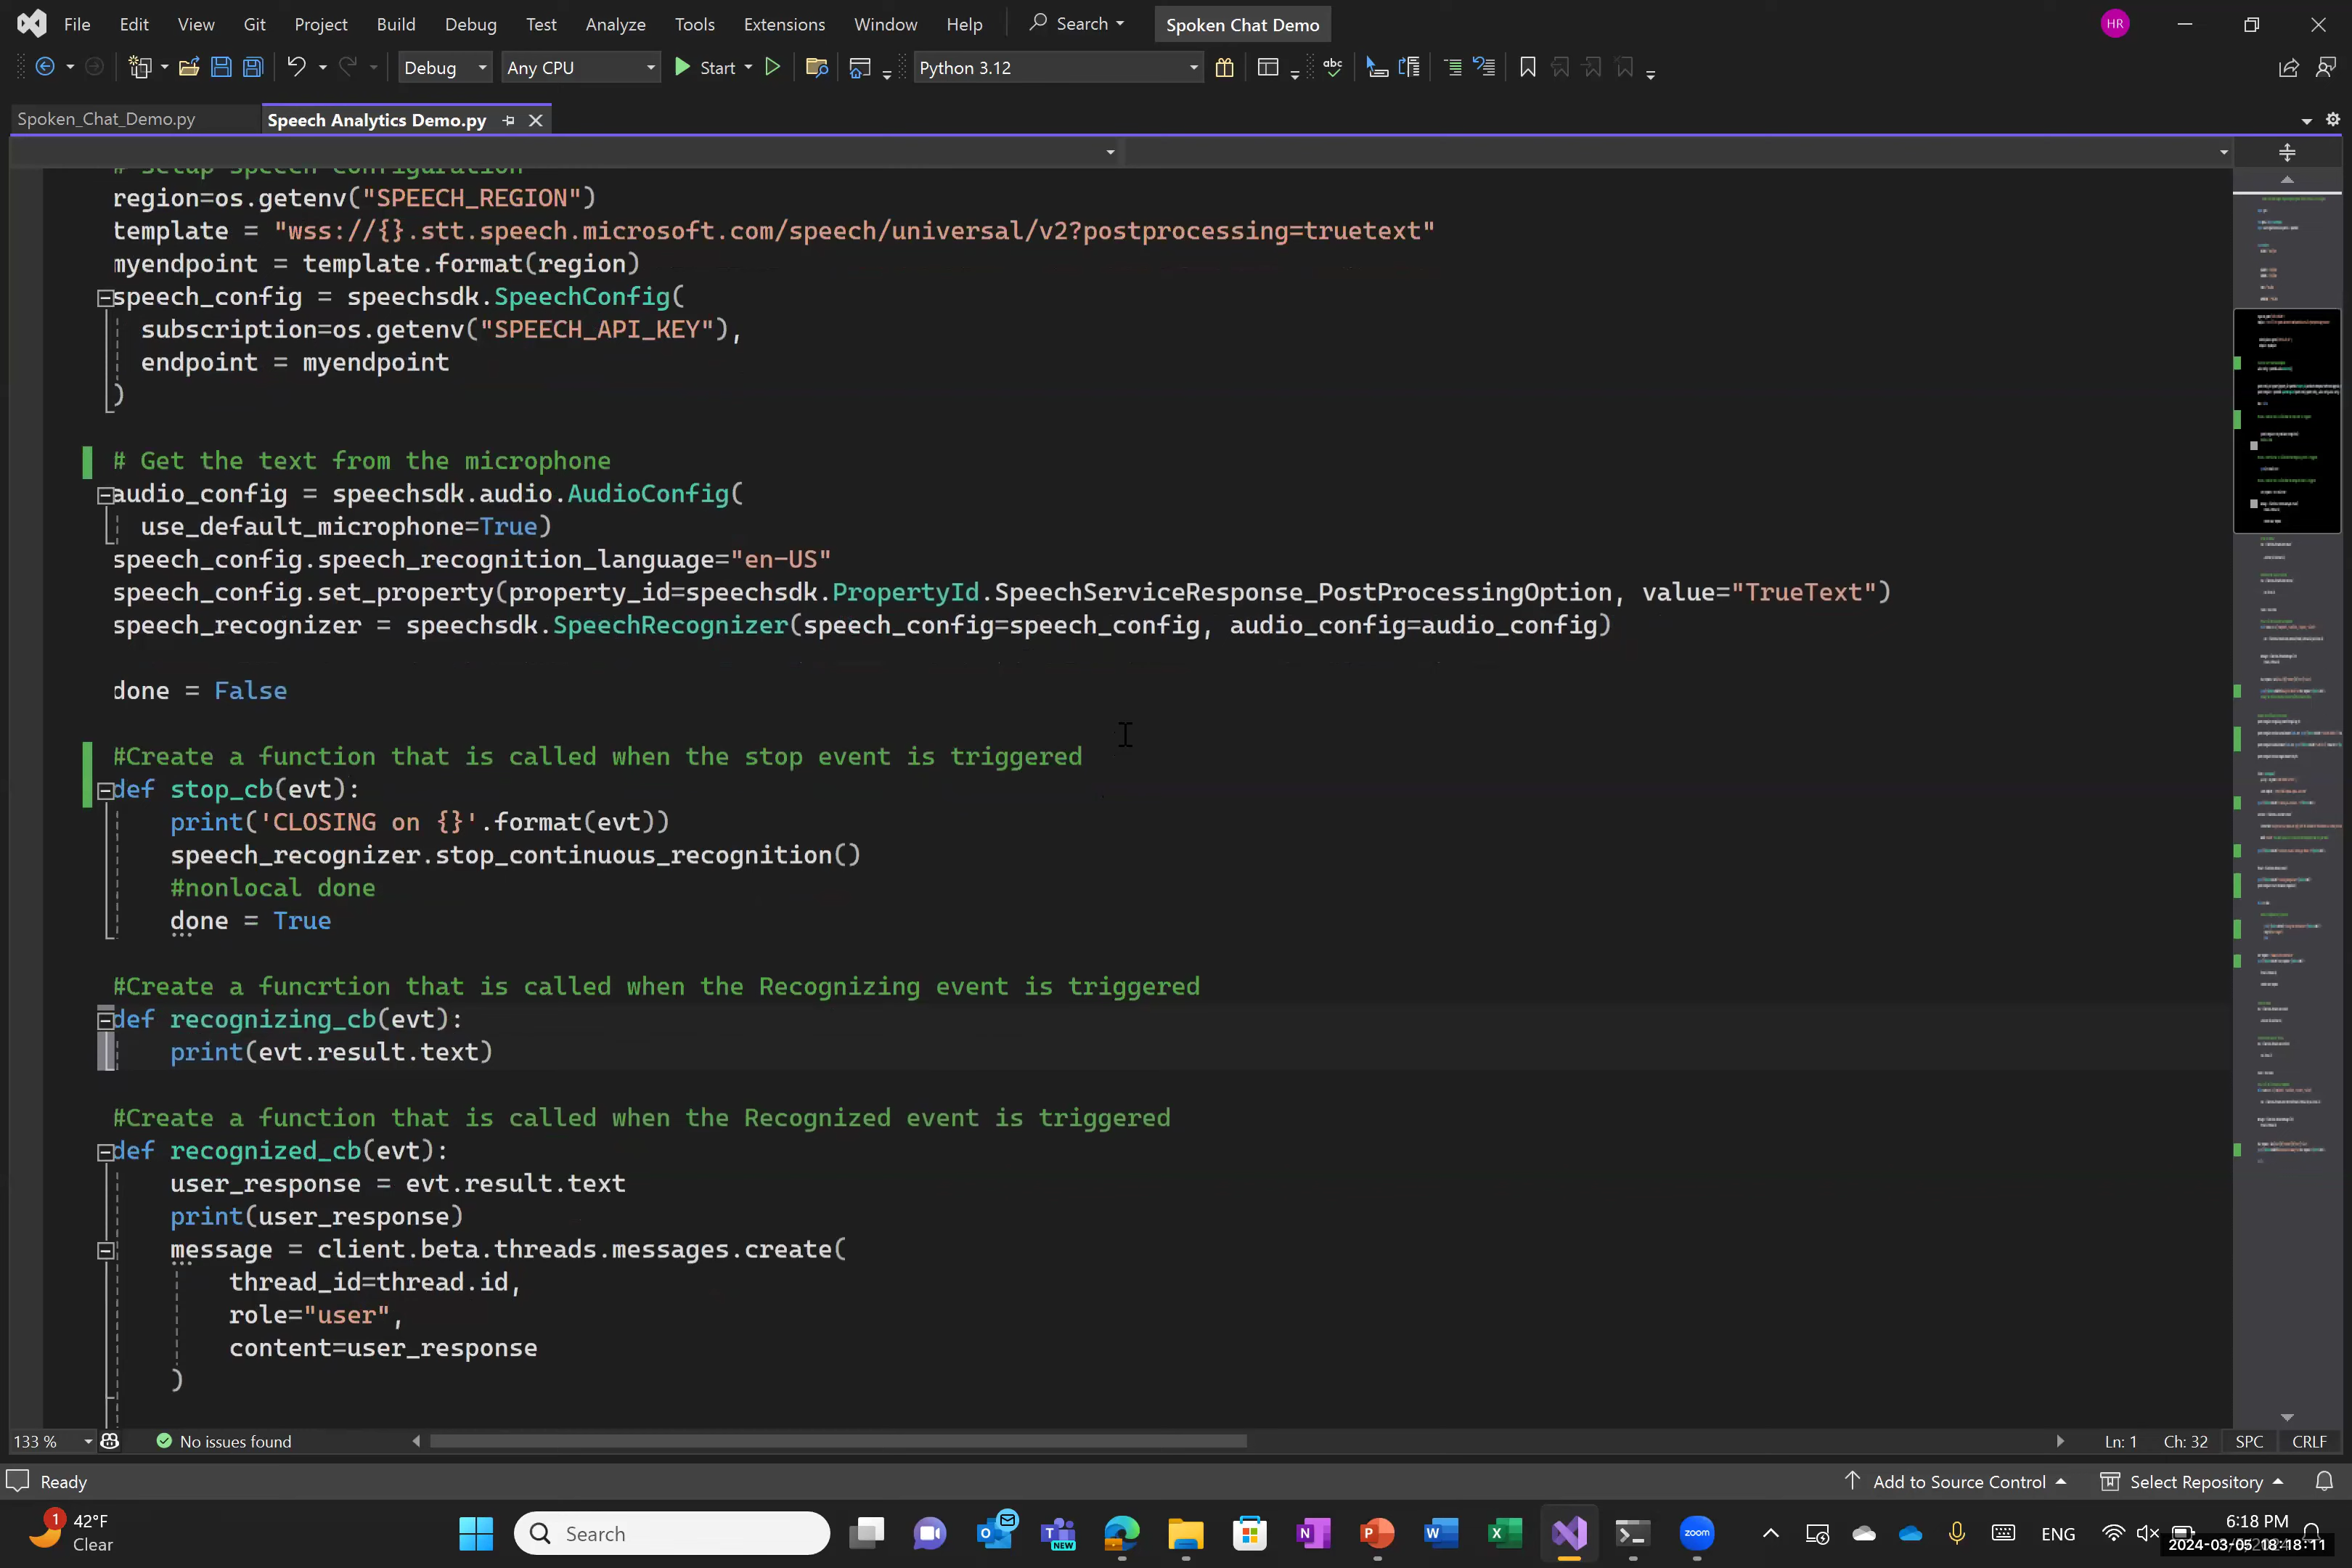 File Edit View Git Project Build Debug Test Analyze Tools Extensions Window Help Search Spoken Chat Demo HR
Debug Any CPU Start Python 3.12 abc
Spoken_Chat_Demo.py Speech Analytics Demo.py
# Setup speech configuration
region=os.getenv("SPEECH_REGION")
template = "wss://{}.stt.speech.microsoft.com/speech/universal/v2?postprocessing=truetext"
myendpoint = template.format(region)
speech_config = speechsdk.SpeechConfig(
subscription=os.getenv("SPEECH_API_KEY"),
endpoint = myendpoint
)
# Get the text from the microphone
audio_config = speechsdk.audio.AudioConfig(
use_default_microphone=True)
speech_config.speech_recognition_language="en-US"
speech_config.set_property(property_id=speechsdk.PropertyId.SpeechServiceResponse_PostProcessingOption, value="TrueText")
speech_recognizer = speechsdk.SpeechRecognizer(speech_config=speech_config, audio_config=audio_config)
done = False
#Create a function that is called when the stop event is triggered
def stop_cb(evt):
print('CLOSING on {}'.format(evt))
speech_recognizer.stop_continuous_recognition()
#nonlocal done
done = True
#Create a funcrtion that is called when the Recognizing event is triggered
def recognizing_cb(evt):
print(evt.result.text)
#Create a function that is called when the Recognized event is triggered
def recognized_cb(evt):
user_response = evt.result.text
print(user_response)
message = client.beta.threads.messages.create(
thread_id=thread.id,
role="user",
content=user_response
)
133 % No issues found Ln: 1 Ch: 32 SPC CRLF
Ready Add to Source Control Select Repository
1 42°F
Clear
Search NEW zoom ENG 6:18 PM
2024-03-05 18:18:11